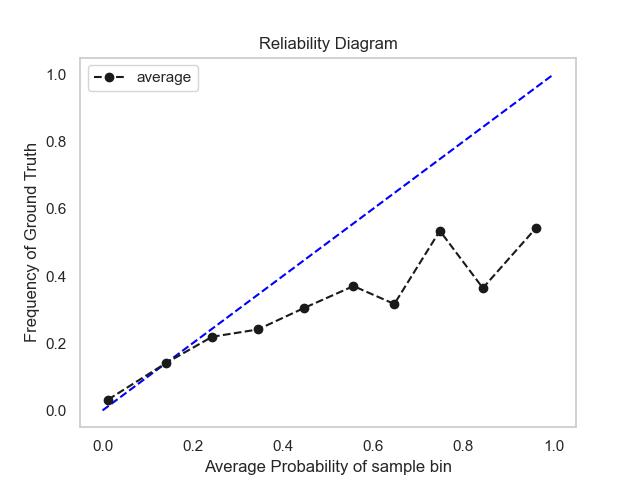 Reliability Diagram
average
Frequency of Ground Truth
1.0
0.8
0.6
0.4
0.2
0.0
0.0 0.2 0.4 0.6 0.8 1.0
Average Probability of sample bin